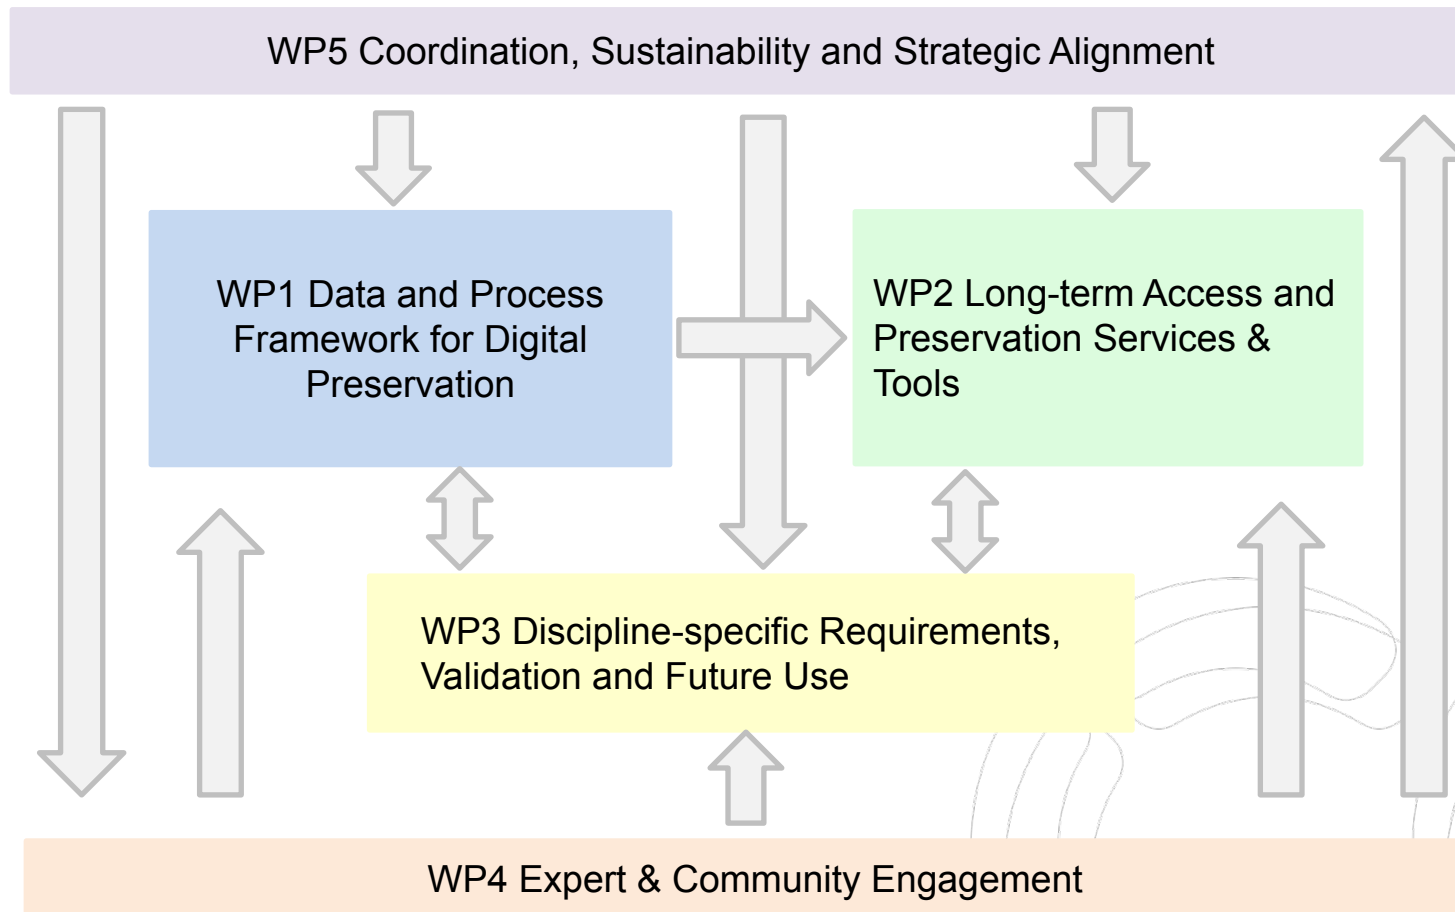 WP5 Coordination, Sustainability and Strategic Alignment
WP1 Data and Process
Framework for Digital
Preservation
WP2 Long-term Access and
Preservation Services &
Tools
WP3 Discipline-specific Requirements,
Validation and Future Use
WP4 Expert & Community Engagement